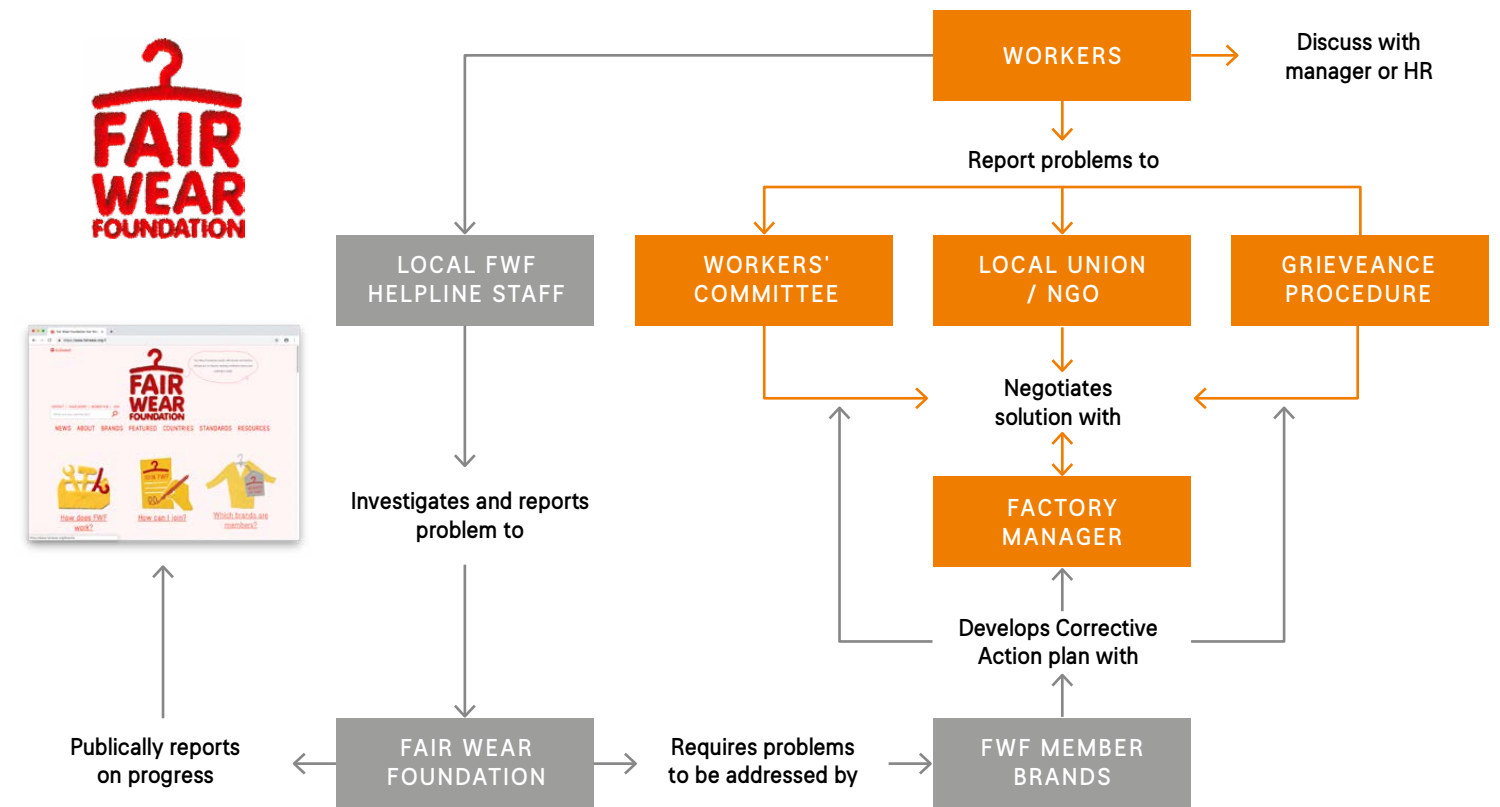 FAIR
WEAR
FOUNDATION
WORKERS
Discuss with
manager or HR
Report problems to
LOCAL FWF
HELPLINE STAFF
WORKERS'
COMMITTEE
LOCAL UNION
/ NGO
GRIEVEANCE
PROCEDURE
FAIR
WEAR
FOUNDATION
NEWS ABOUT BRANDS FEATURED COUNTRIES STANDARDS RESOURCES
JOIN FWF
How does FWF
work?
How can I join?
Which brands are
members?
Negotiates
solution with
Investigates and reports
problem to
FACTORY
MANAGER
Develops Corrective
Action plan with
Publically reports
on progress
FAIR WEAR
FOUNDATION
Requires problems
to be addressed by
FWF MEMBER
BRANDS